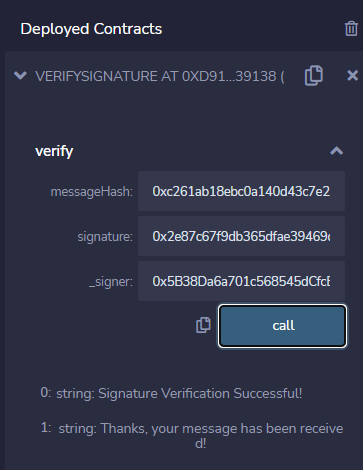 Deployed Contracts
VERIFYSIGNATURE AT 0XD91...39138 (
verify
messageHash: 0xc261ab18ebc0a140d43c7e2
signature: 0x2e87c67f9db365dfae39469
_signer: 0x5B38Da6a701c568545dCfcB
call
0: string: Signature Verification Successful!
1: string: Thanks, your message has been receive
d!